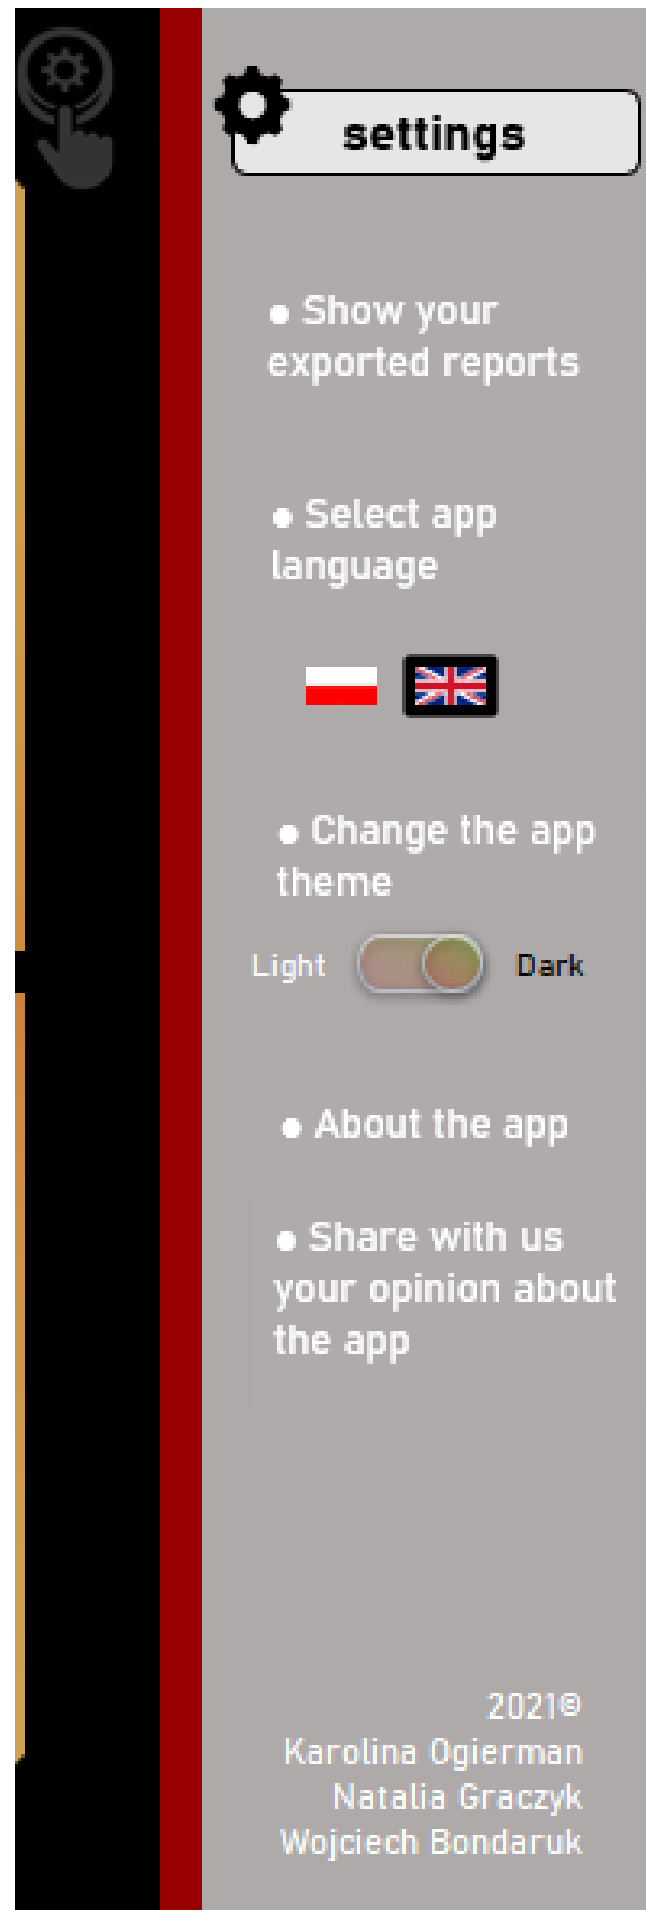 settings
● Show your
exported reports
● Select app
language
● Change the app
theme
Light Dark
● About the app
● Share with us
your opinion about
the app
2021©
Karolina Ogierman
Natalia Graczyk
Wojciech Bondaruk